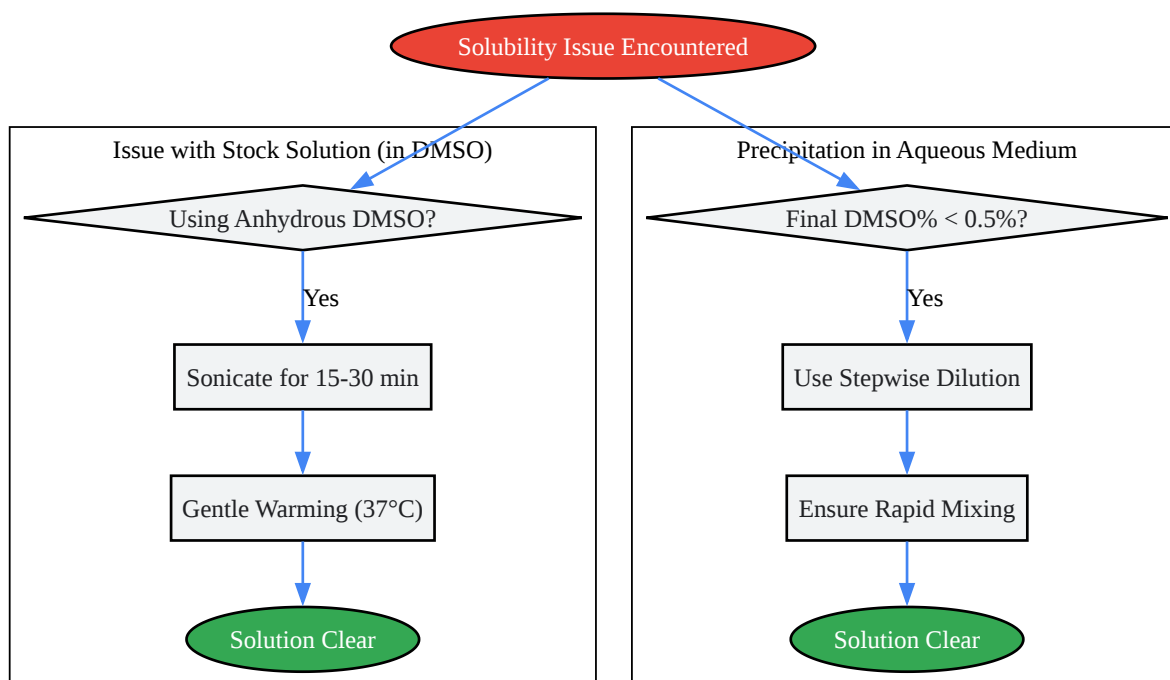 Solubility Issue Encountered
Issue with Stock Solution (in DMSO)
Using Anhydrous DMSO?
Yes
Sonicate for 15-30 min
Gentle Warming (37°C)
Solution Clear
Precipitation in Aqueous Medium
Final DMSO% < 0.5%?
Yes
Use Stepwise Dilution
Ensure Rapid Mixing
Solution Clear